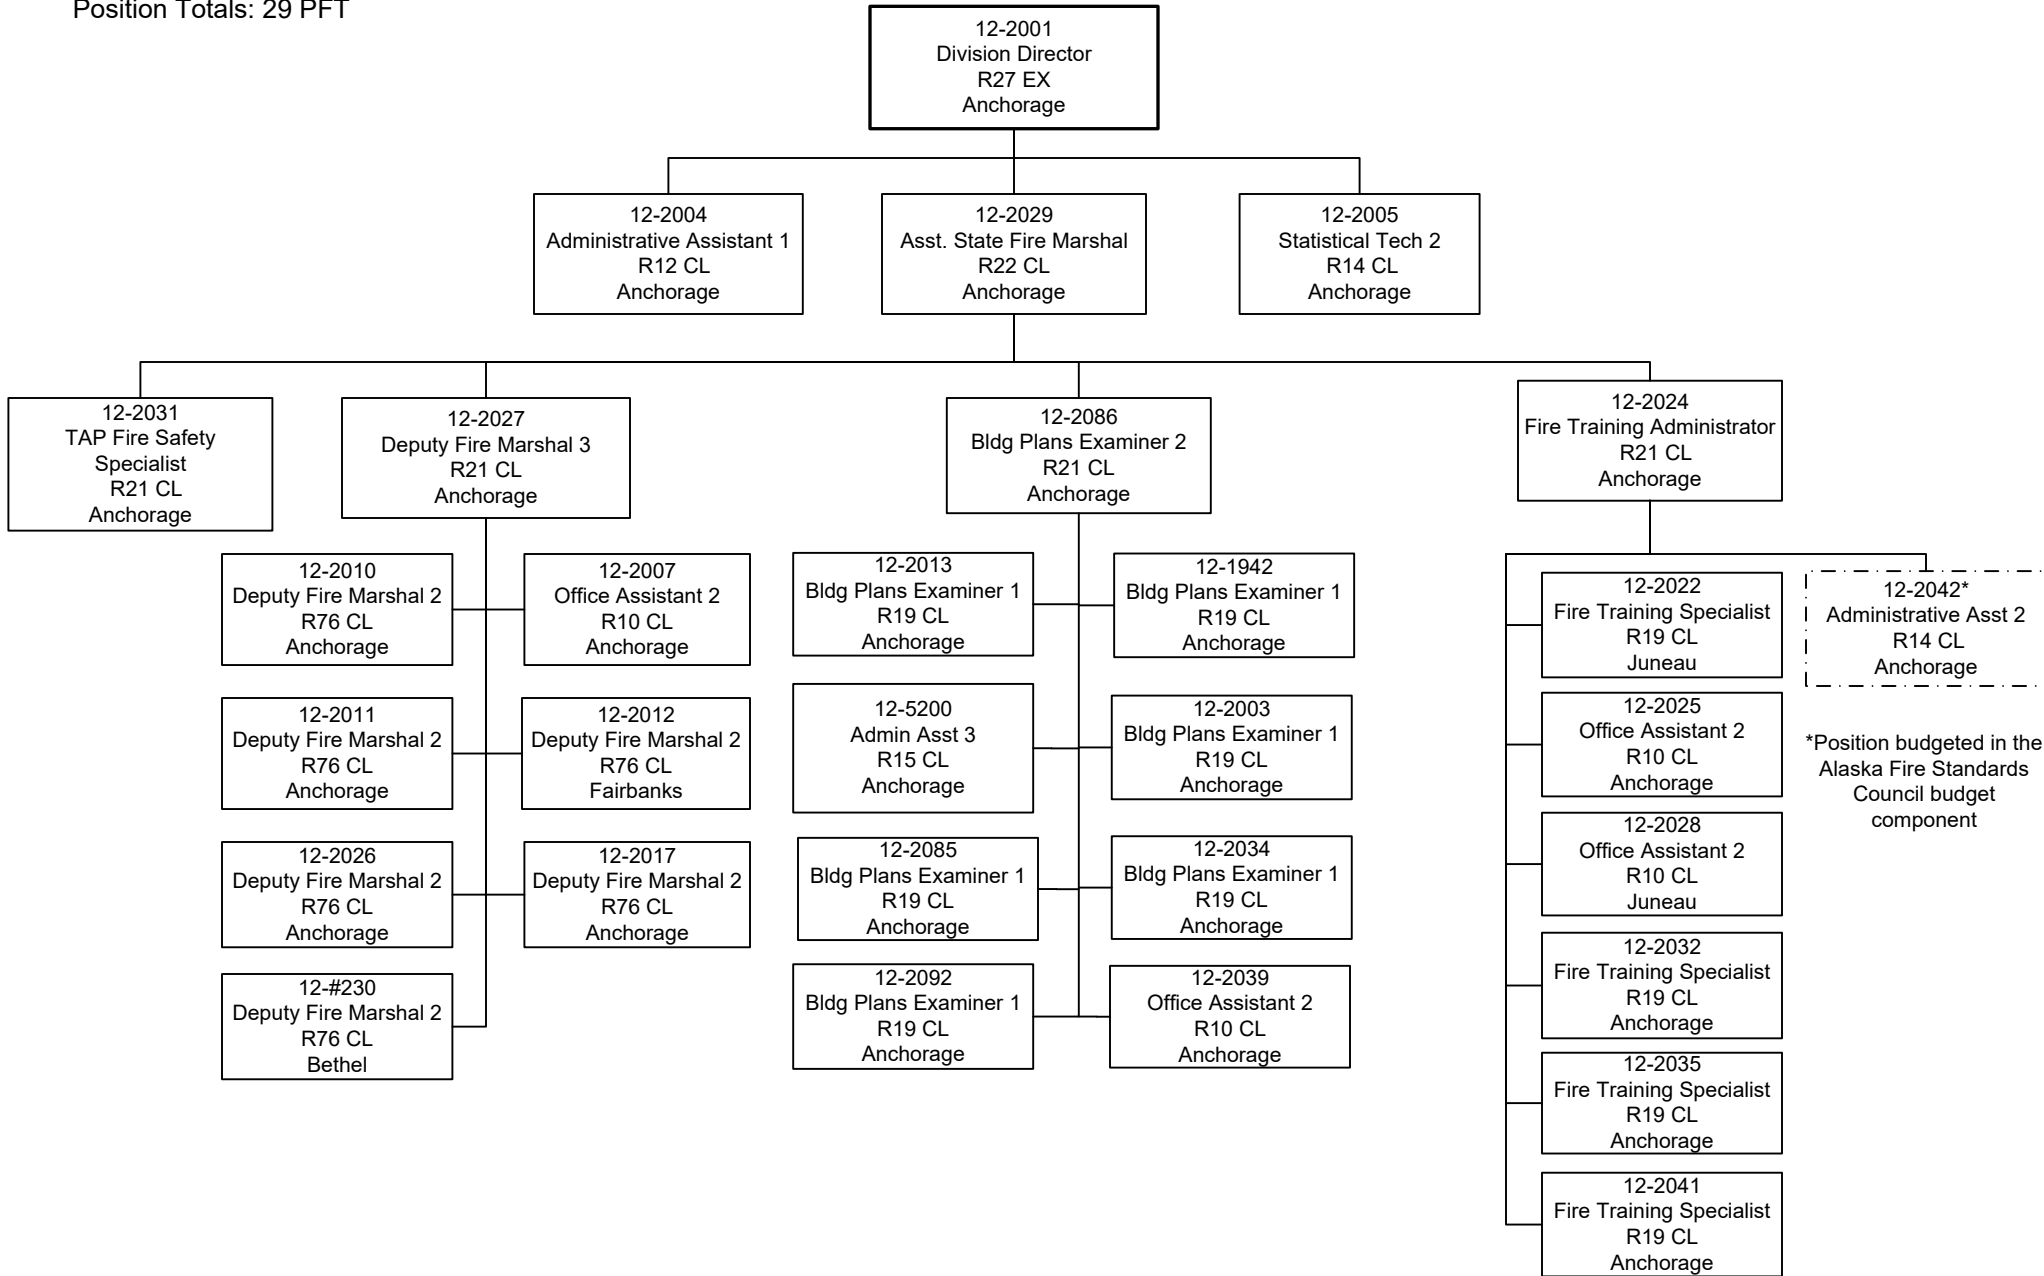 Position Totals: 29 PFT
12-2001
Division Director
R27 EX
Anchorage
12-2004
Administrative Assistant 1
R12 CL
Anchorage
12-2029
Asst. State Fire Marshal
R22 CL
Anchorage
12-2005
Statistical Tech 2
R14 CL
Anchorage
12-2031
TAP Fire Safety
Specialist
R21 CL
Anchorage
12-2027
Deputy Fire Marshal 3
R21 CL
Anchorage
12-2086
Bldg Plans Examiner 2
R21 CL
Anchorage
12-2024
Fire Training Administrator
R21 CL
Anchorage
12-2010
Deputy Fire Marshal 2
R76 CL
Anchorage
12-2007
Office Assistant 2
R10 CL
Anchorage
12-2011
Deputy Fire Marshal 2
R76 CL
Anchorage
12-2012
Deputy Fire Marshal 2
R76 CL
Fairbanks
12-2026
Deputy Fire Marshal 2
R76 CL
Anchorage
12-2017
Deputy Fire Marshal 2
R76 CL
Anchorage
12-#230
Deputy Fire Marshal 2
R76 CL
Bethel
12-2013
Bldg Plans Examiner 1
R19 CL
Anchorage
12-1942
Bldg Plans Examiner 1
R19 CL
Anchorage
12-5200
Admin Asst 3
R15 CL
Anchorage
12-2003
Bldg Plans Examiner 1
R19 CL
Anchorage
12-2085
Bldg Plans Examiner 1
R19 CL
Anchorage
12-2034
Bldg Plans Examiner 1
R19 CL
Anchorage
12-2092
Bldg Plans Examiner 1
R19 CL
Anchorage
12-2039
Office Assistant 2
R10 CL
Anchorage
12-2022
Fire Training Specialist
R19 CL
Juneau
12-2042*
Administrative Asst 2
R14 CL
Anchorage
*Position budgeted in the
Alaska Fire Standards
Council budget
component
12-2025
Office Assistant 2
R10 CL
Anchorage
12-2028
Office Assistant 2
R10 CL
Juneau
12-2032
Fire Training Specialist
R19 CL
Anchorage
12-2035
Fire Training Specialist
R19 CL
Anchorage
12-2041
Fire Training Specialist
R19 CL
Anchorage